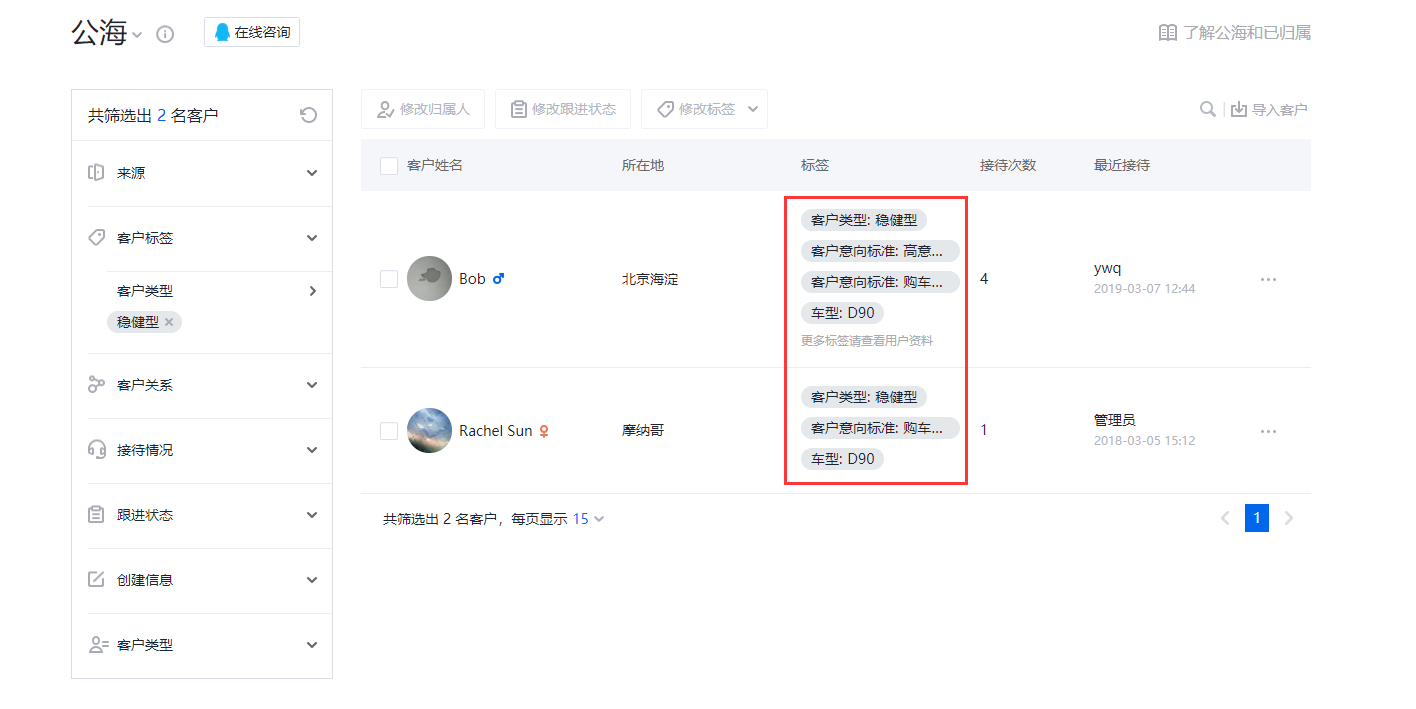 公海
在线咨询
了解公海和已归属
共筛选出 2 名客户
来源
客户标签
客户类型
稳健型
客户关系
接待情况
跟进状态
创建信息
客户类型
修改归属人
修改跟进状态
修改标签
导入客户
客户姓名
所在地
标签
接待次数
最近接待
Bob
北京海淀
客户类型: 稳健型
客户意向标准: 高意...
客户意向标准: 购车...
车型: D90
更多标签请查看用户资料
4
ywq
2019-03-07 12:44
Rachel Sun
摩纳哥
客户类型: 稳健型
客户意向标准: 购车...
车型: D90
1
管理员
2018-03-05 15:12
共筛选出 2 名客户，每页显示 15
1